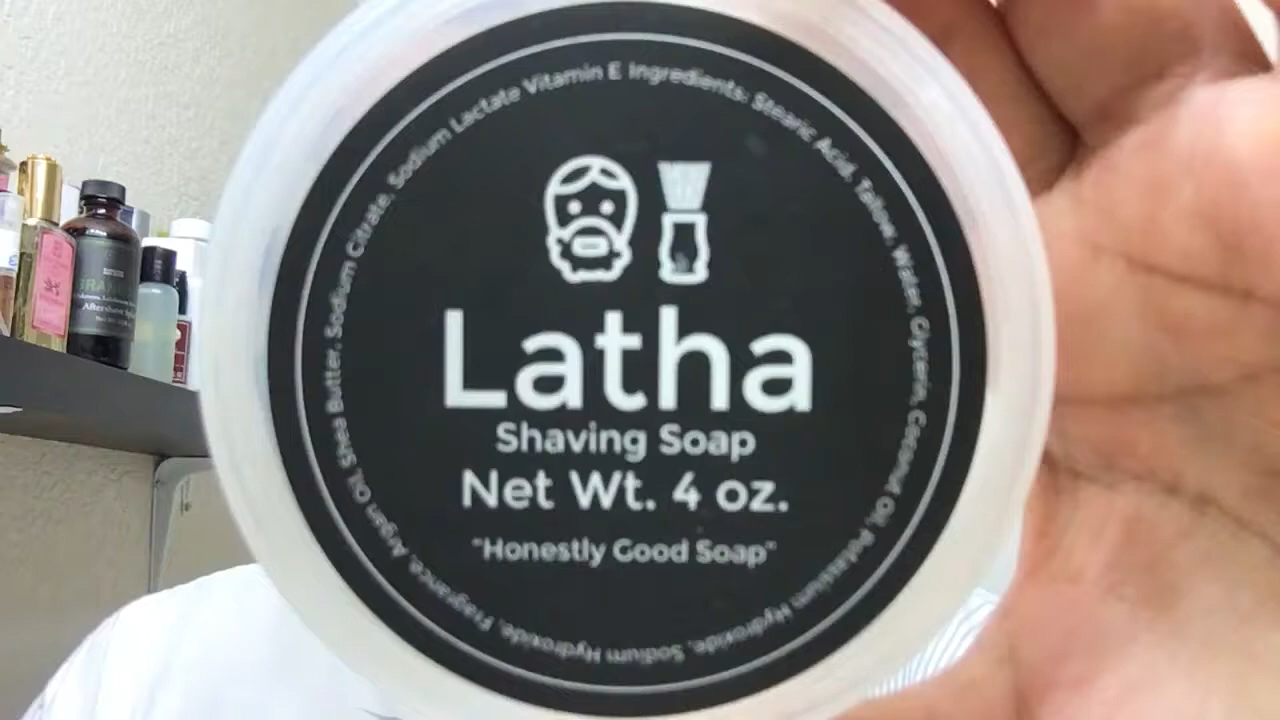 Ingredients: Stearic Acid, Tallow, Water, Glycerin, Coconut Oil, Potassium Hydroxide, Sodium Hydroxide, Fragrance, Argan Oil, Shea Butter, Sodium Citrate, Sodium Lactate Vitamin E
Latha
Shaving Soap
Net Wt. 4 oz.
"Honestly Good Soap"
Aftershave